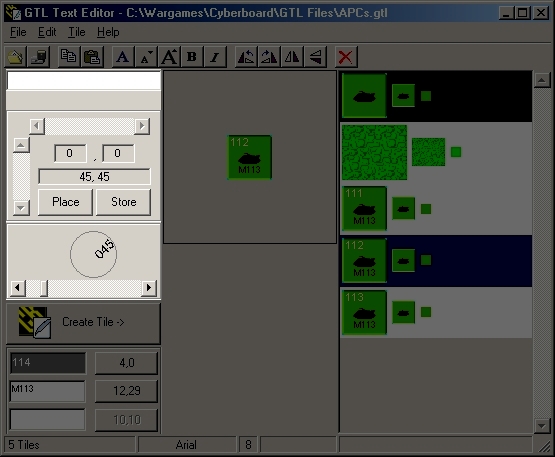 GTL Text Editor - C:\Wargames\Cyberboard\GTL Files\APCs.gtl
File Edit Tile Help
A A A B I
0 , 0
45, 45
Place Store
045
Create Tile ->
114 4,0
M113 12,29
10,10
112
M113
111
M113
112
M113
113
M113
5 Tiles Arial 8